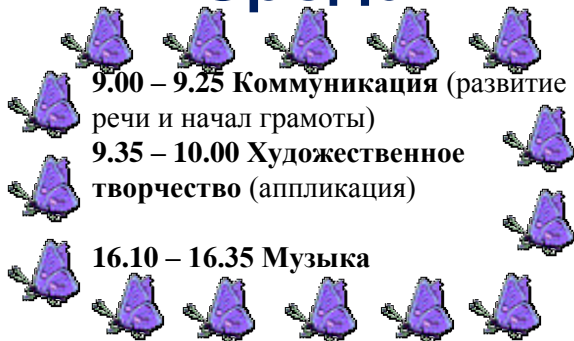 9.00 – 9.25 Коммуникация (развитие
речи и начал грамоты)
9.35 – 10.00 Художественное
творчество (аппликация)
16.10 – 16.35 Музыка